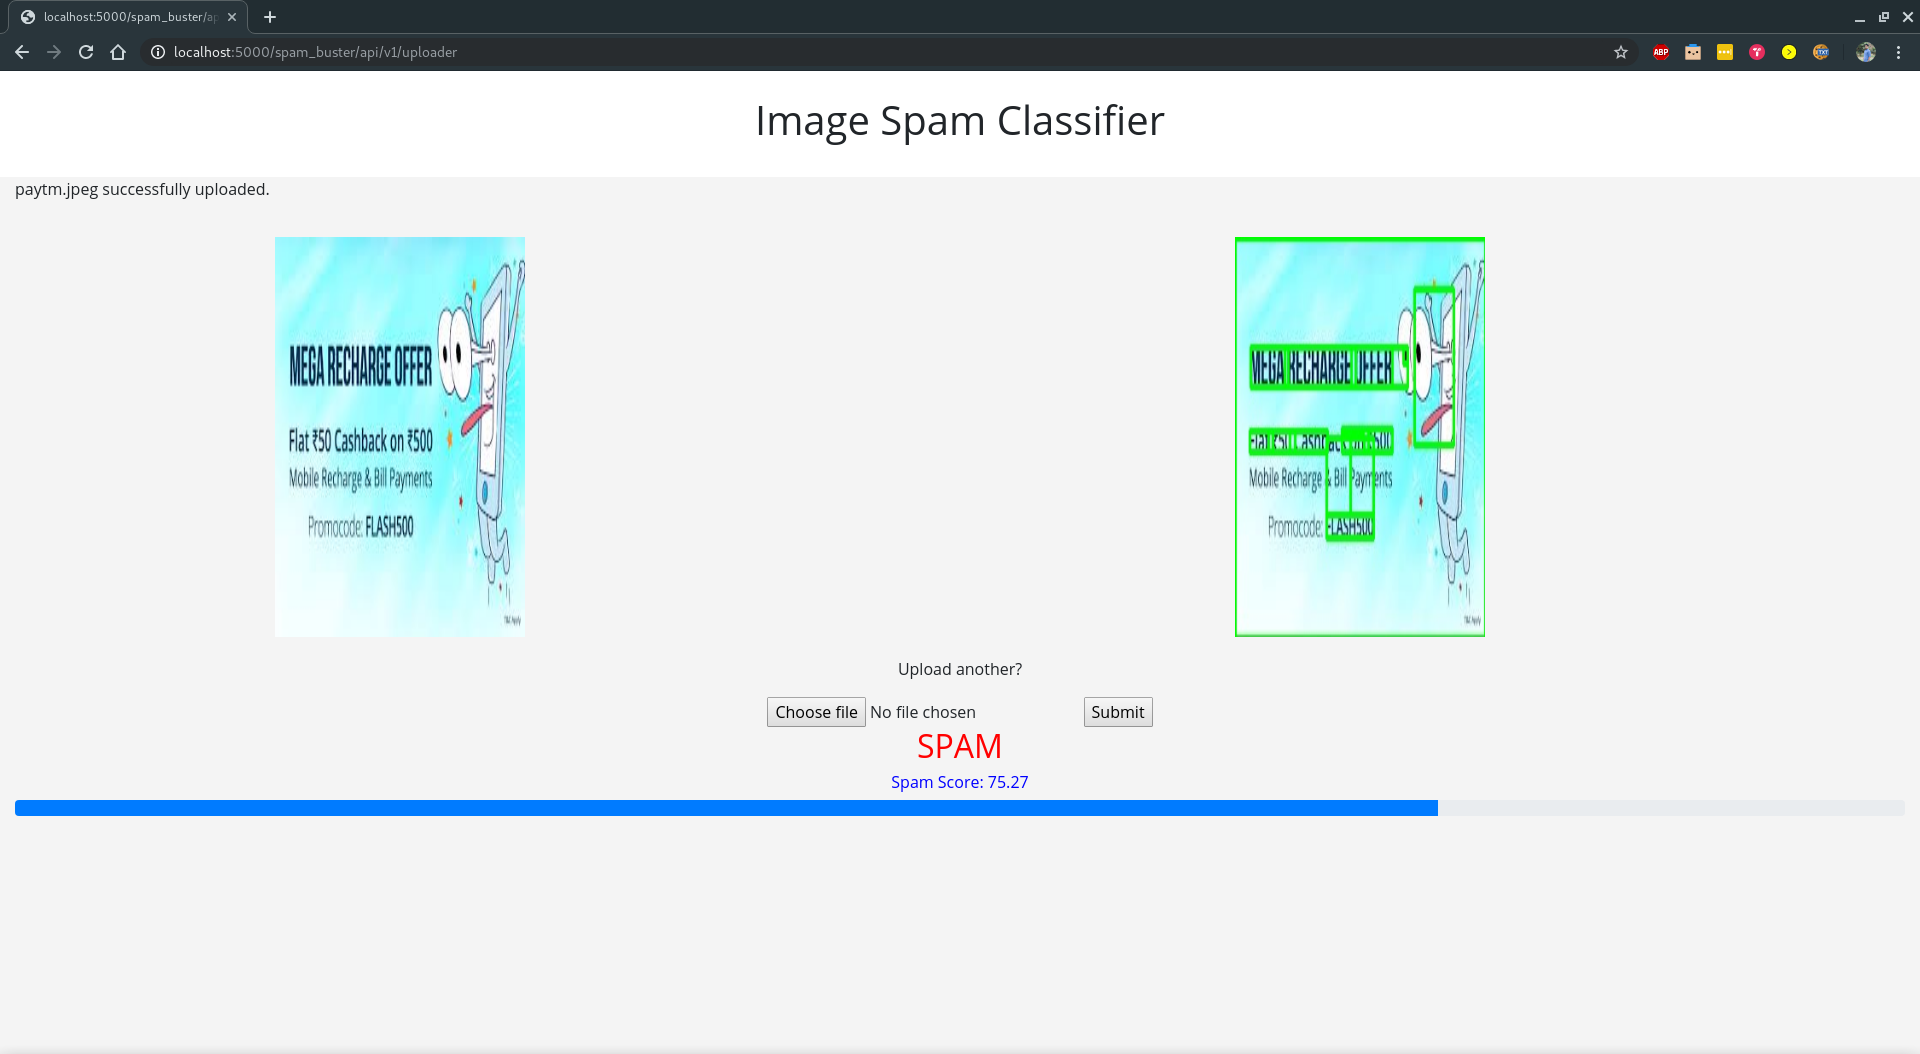 localhost:5000/spam_buster/ap
localhost:5000/spam_buster/api/v1/uploader
ABP
Image Spam Classifier
paytm.jpeg successfully uploaded.
MEGA RECHARGE OFFER
Flat ₹50 Cashback on ₹500
Mobile Recharge & Bill Payments
Promocode: FLASH500
T&C Apply
MEGA RECHARGE OFFER
Flat ₹50 Cashback on ₹500
Mobile Recharge & Bill Payments
Promocode: FLASH500
T&C Apply
Upload another?
Choose file No file chosen Submit
SPAM
Spam Score: 75.27